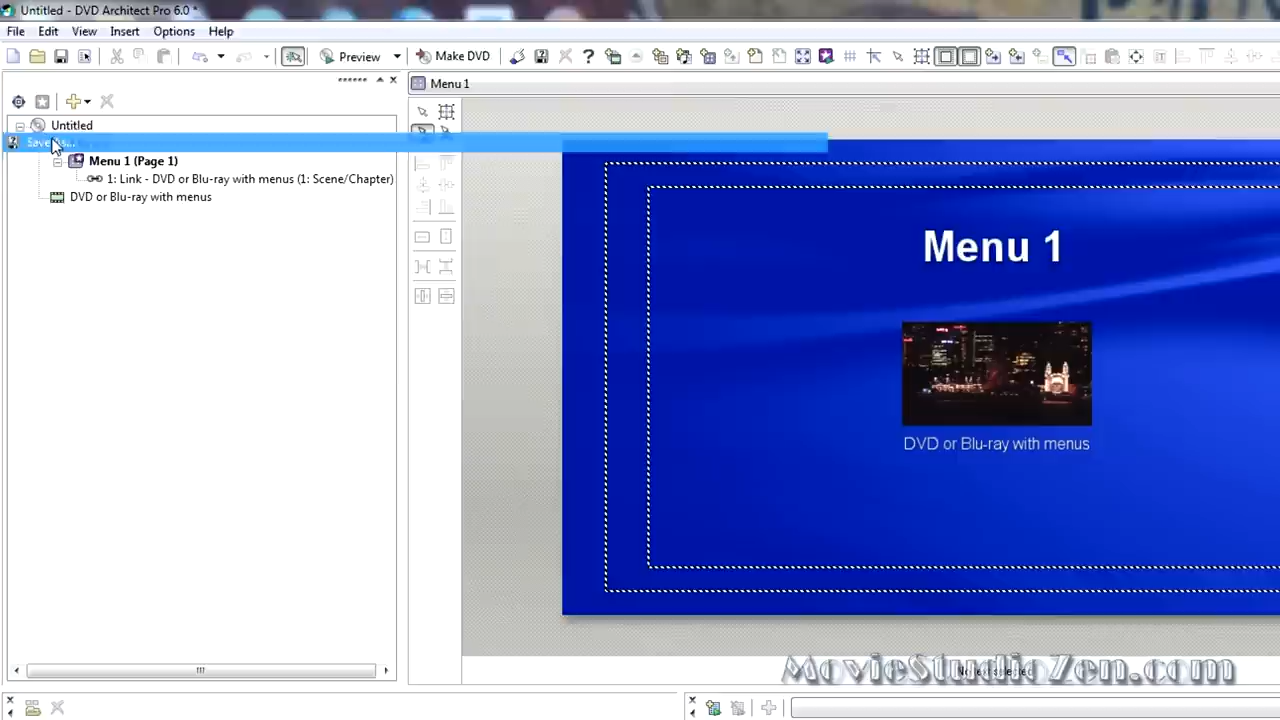 Untitled - DVD Architect Pro 6.0 *
File Edit View Insert Options Help
Preview Make DVD
Menu 1
Untitled
Save As...
Menu 1 (Page 1)
1: Link - DVD or Blu-ray with menus (1: Scene/Chapter)
DVD or Blu-ray with menus
Menu 1
DVD or Blu-ray with menus
MovieStudioZen.com